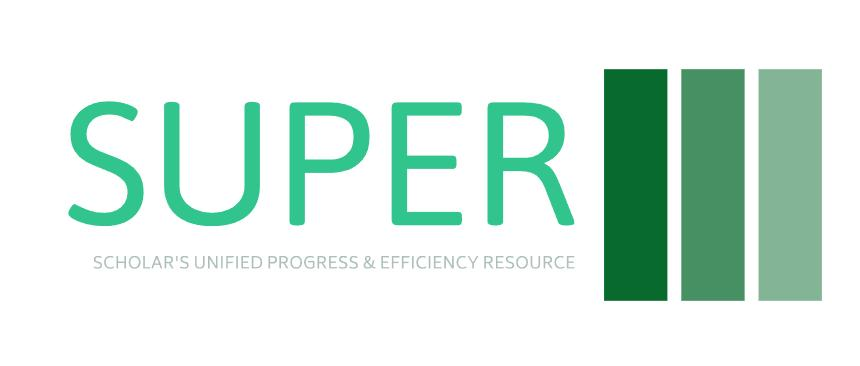 SUPER
SCHOLAR'S UNIFIED PROGRESS & EFFICIENCY RESOURCE